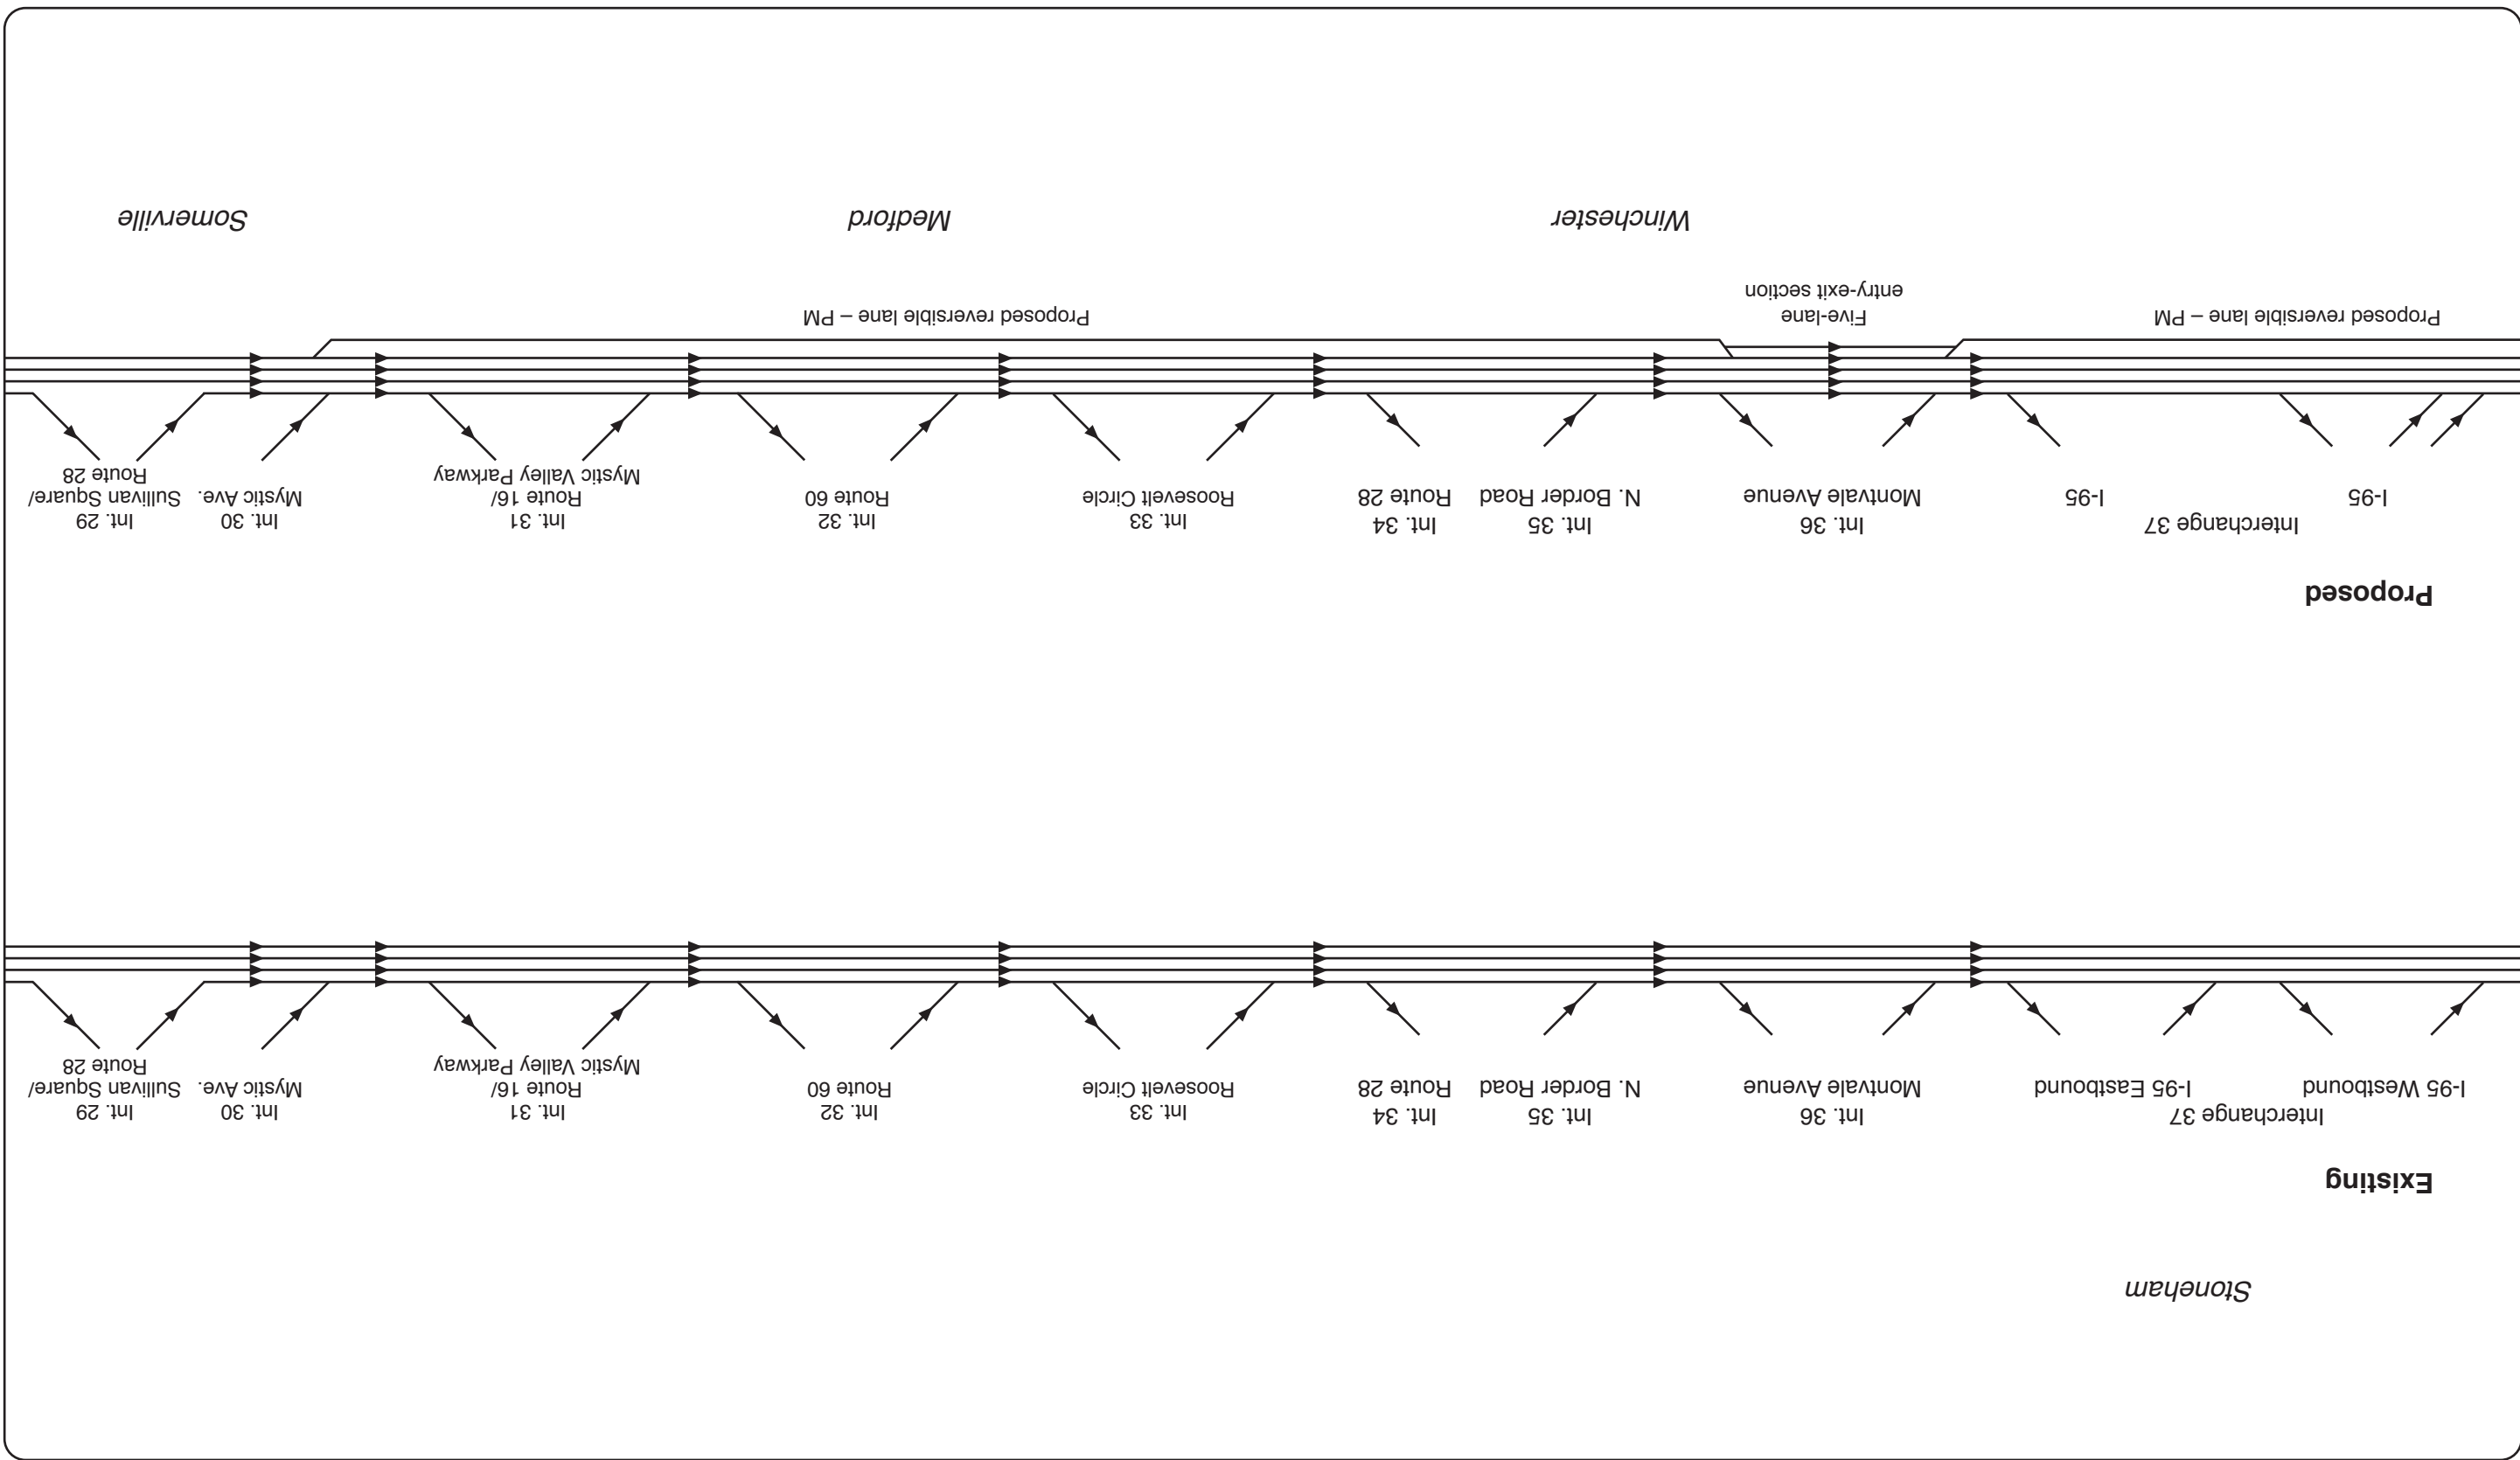 Stoneham
Existing
Interchange 37
I-95 Westbound
I-95 Eastbound
Int. 36
Montvale Avenue
Int. 35
N. Border Road
Int. 34
Route 28
Int. 33
Roosevelt Circle
Int. 32
Route 60
Int. 31
Route 16/
Mystic Valley Parkway
Int. 30
Mystic Ave.
Int. 29
Sullivan Square/
Route 28
Proposed
Interchange 37
I-95
I-95
Int. 36
Montvale Avenue
Int. 35
N. Border Road
Int. 34
Route 28
Int. 33
Roosevelt Circle
Int. 32
Route 60
Int. 31
Route 16/
Mystic Valley Parkway
Int. 30
Mystic Ave.
Int. 29
Sullivan Square/
Route 28
Proposed reversible lane – PM
Five-lane
entry-exit section
Proposed reversible lane – PM
Winchester
Medford
Somerville